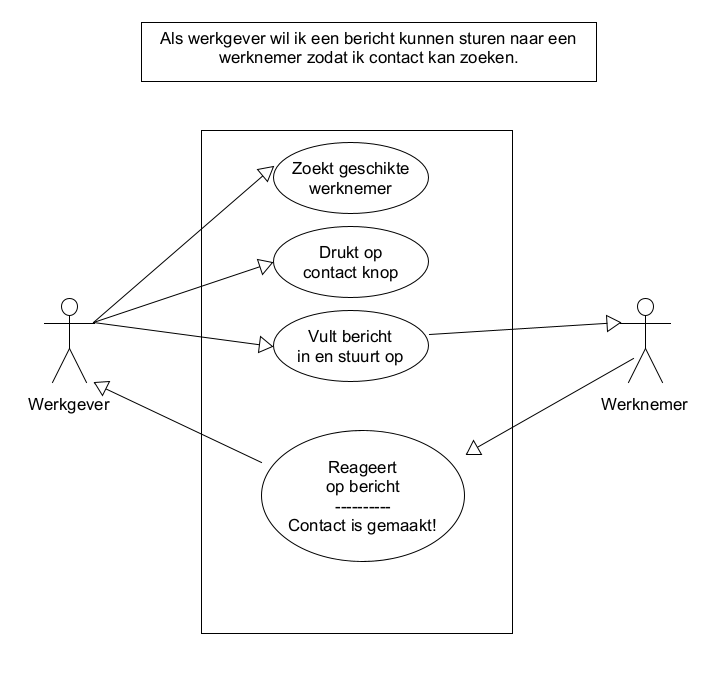 Als werkgever wil ik een bericht kunnen sturen naar een
werknemer zodat ik contact kan zoeken.
Zoekt geschikte
werknemer
Drukt op
contact knop
Vult bericht
in en stuurt op
Werkgever
Werknemer
Reageert
op bericht
----------
Contact is gemaakt!